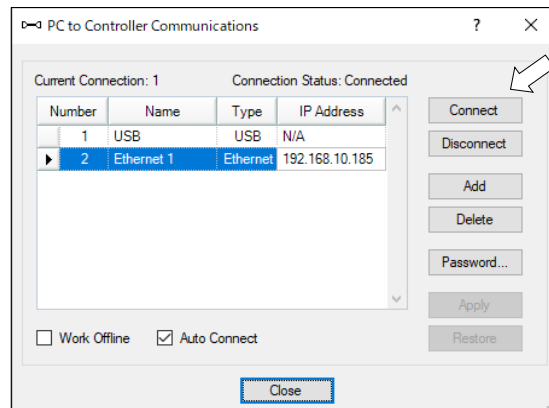 PC to Controller Communications ? ×
Current Connection: 1 Connection Status: Connected
Number Name Type IP Address
1 USB USB N/A
2 Ethernet 1 Ethernet 192.168.10.185
Connect
Disconnect
Add
Delete
Password...
Apply
Restore
Work Offline Auto Connect
Close